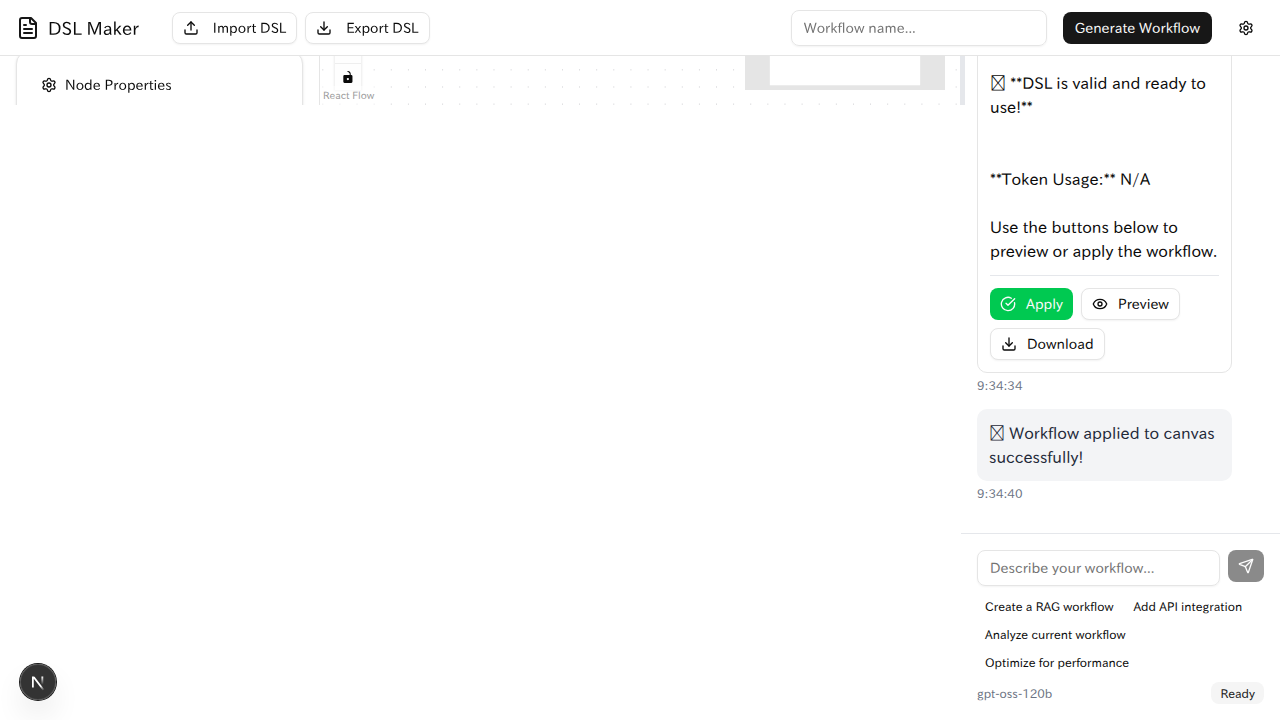 DSL Maker
Import DSL
Export DSL
Workflow name...
Generate Workflow
Node Properties
React Flow
**DSL is valid and ready to
use!**
**Token Usage:** N/A
Use the buttons below to
preview or apply the workflow.
Apply
Preview
Download
9:34:34
Workflow applied to canvas
successfully!
9:34:40
Describe your workflow...
Create a RAG workflow
Add API integration
Analyze current workflow
Optimize for performance
gpt-oss-120b
Ready
N